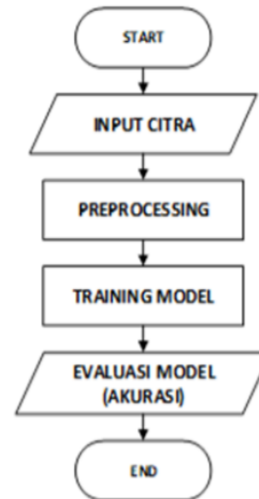 START
INPUT CITRA
PREPROCESSING
TRAINING MODEL
EVALUASI MODEL
(AKURASI)
END